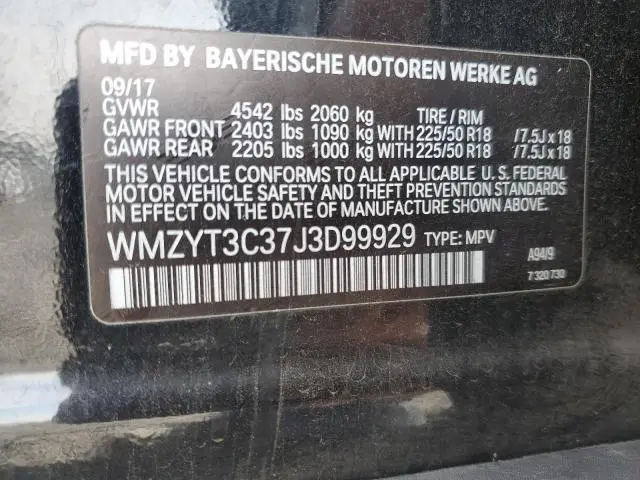 MFD BY BAYERISCHE MOTOREN WERKE AG
09/17
GVWR 4542 lbs 2060 kg TIRE / RIM
GAWR FRONT 2403 lbs 1090 kg WITH 225/50 R18 /7.5J x 18
GAWR REAR 2205 lbs 1000 kg WITH 225/50 R18 /7.5J x 18
THIS VEHICLE CONFORMS TO ALL APPLICABLE U. S. FEDERAL
MOTOR VEHICLE SAFETY AND THEFT PREVENTION STANDARDS
IN EFFECT ON THE DATE OF MANUFACTURE SHOWN ABOVE.
WMZYT3C37J3D99929 TYPE: MPV
A94/9
7 320 730